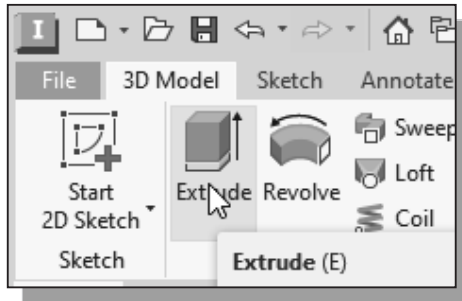 I
File 3D Model Sketch Annotate
Start
2D Sketch
Extrude Revolve
Sweep
Loft
Coil
Sketch
Extrude (E)